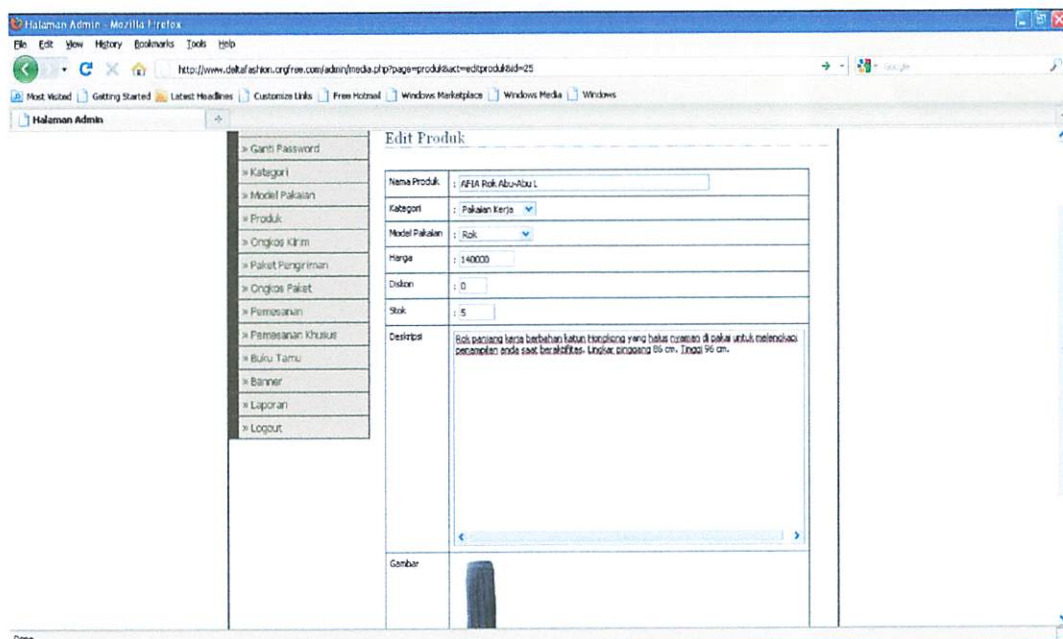 Halaman Admin - Mozilla Firefox
File Edit View History Bookmarks Tools Help
http://www.deltafashion.orgfree.com/admin/media.php?page=produk&act=editproduk&id=25
Google
Most Visited Getting Started Latest Headlines Customize Links Free Hotmail Windows Marketplace Windows Media Windows
Halaman Admin
» Ganti Password
» Kategori
» Model Pakaian
» Produk
» Ongkos Kirim
» Paket Pengiriman
» Ongkos Paket
» Pemesanan
» Pemesanan Khusus
» Buku Tamu
» Banner
» Laporan
» Logout
Edit Produk
Nama Produk : AFIA Rok Abu-Abu L
Kategori : Pakaian Kerja
Model Pakaian : Rok
Harga : 140000
Diskon : 0
Stok : 5
Deskripsi
Rok panjang kerja berbahan katun Hongkong yang halus nyaman di pakai untuk melengkapi
penampilan anda saat beraktifitas. Lingkar pinggang 86 cm. Tinggi 96 cm.
Gambar
Done